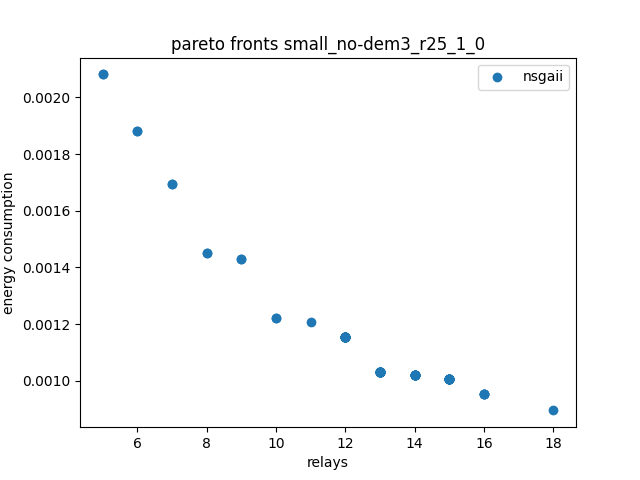 pareto fronts small_no-dem3_r25_1_0
nsgaii
energy consumption
0.0020
0.0018
0.0016
0.0014
0.0012
0.0010
6 8 10 12 14 16 18
relays